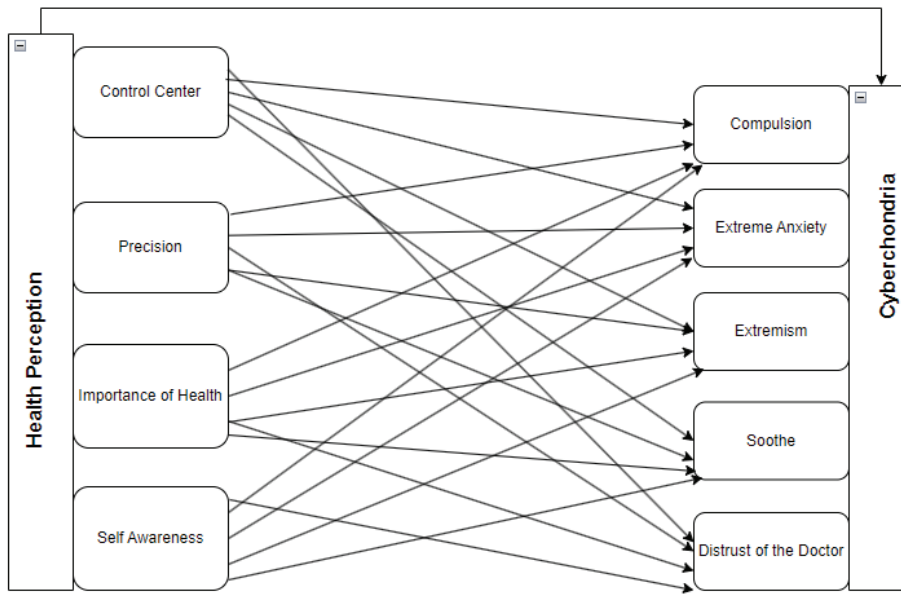 Health Perception
Control Center
Precision
Importance of Health
Self Awareness
Compulsion
Extreme Anxiety
Extremism
Soothe
Distrust of the Doctor
Cyberchondria